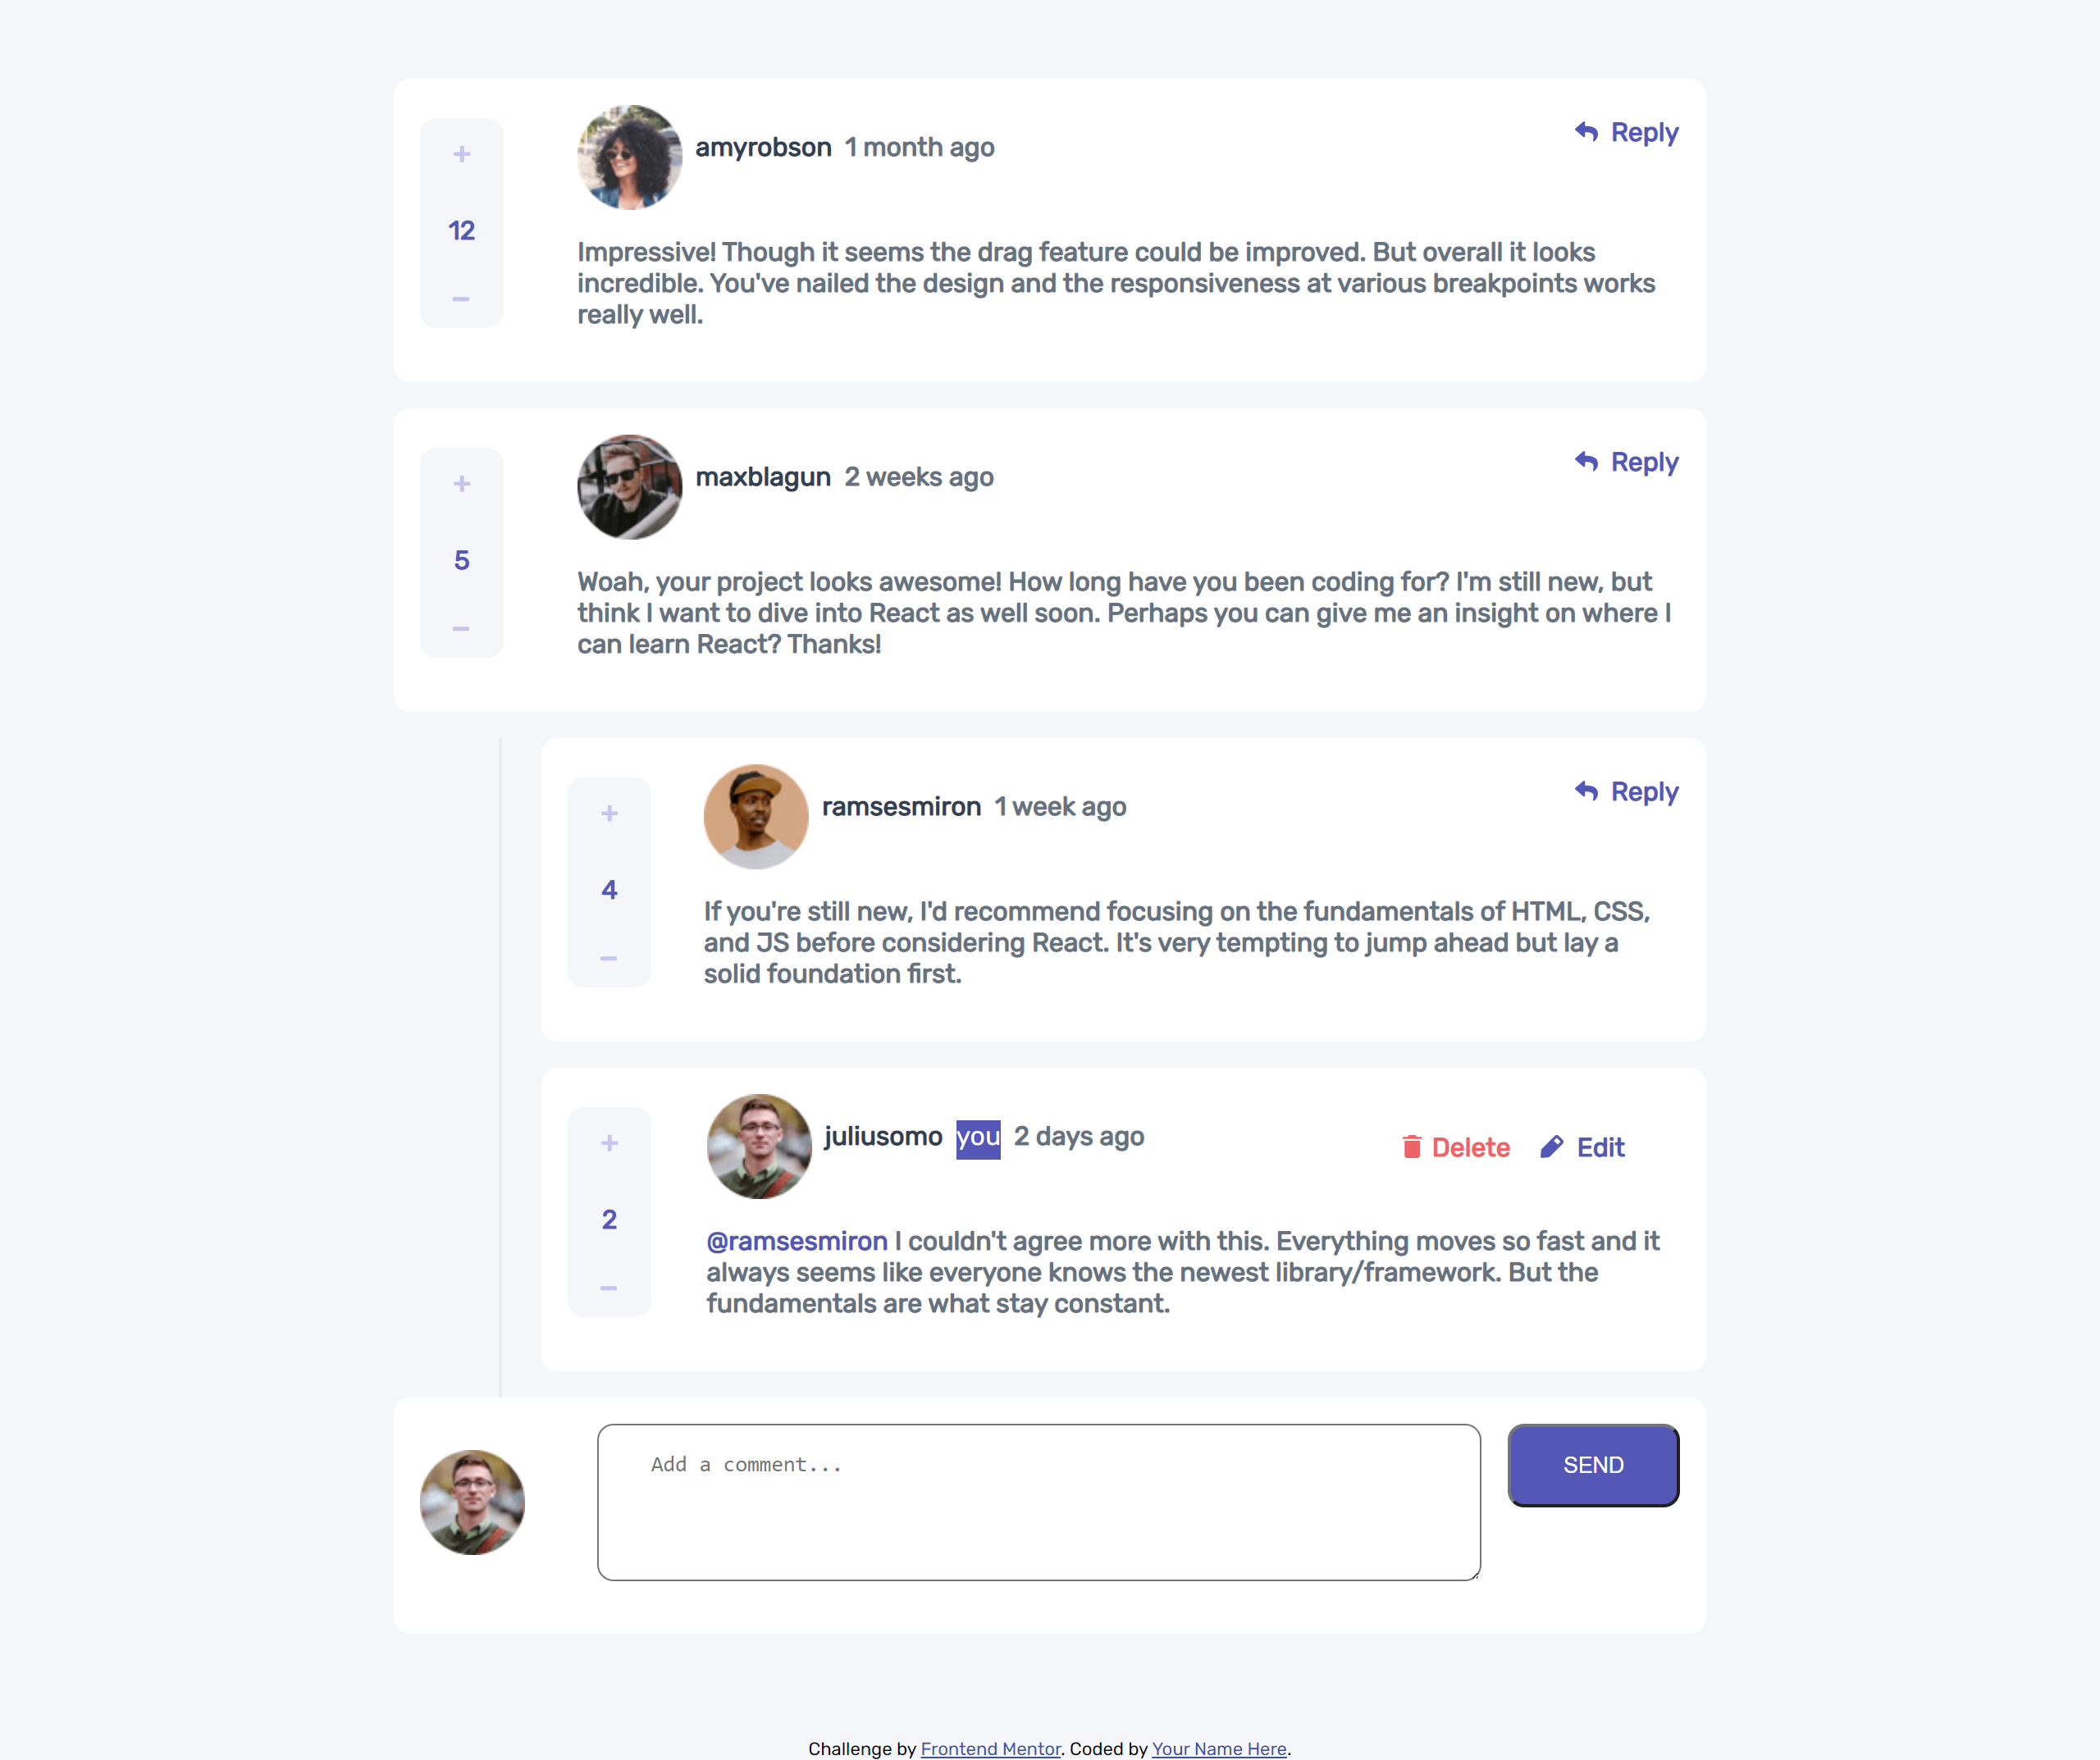 amyrobson 1 month ago
Reply
+
12
−
Impressive! Though it seems the drag feature could be improved. But overall it looks
incredible. You've nailed the design and the responsiveness at various breakpoints works
really well.
maxblagun 2 weeks ago
Reply
+
5
−
Woah, your project looks awesome! How long have you been coding for? I'm still new, but
think I want to dive into React as well soon. Perhaps you can give me an insight on where I
can learn React? Thanks!
ramsesmiron 1 week ago
Reply
+
4
−
If you're still new, I'd recommend focusing on the fundamentals of HTML, CSS,
and JS before considering React. It's very tempting to jump ahead but lay a
solid foundation first.
juliusomo you 2 days ago
Delete Edit
+
2
−
@ramsesmiron I couldn't agree more with this. Everything moves so fast and it
always seems like everyone knows the newest library/framework. But the
fundamentals are what stay constant.
Add a comment...
SEND
Challenge by Frontend Mentor. Coded by Your Name Here.